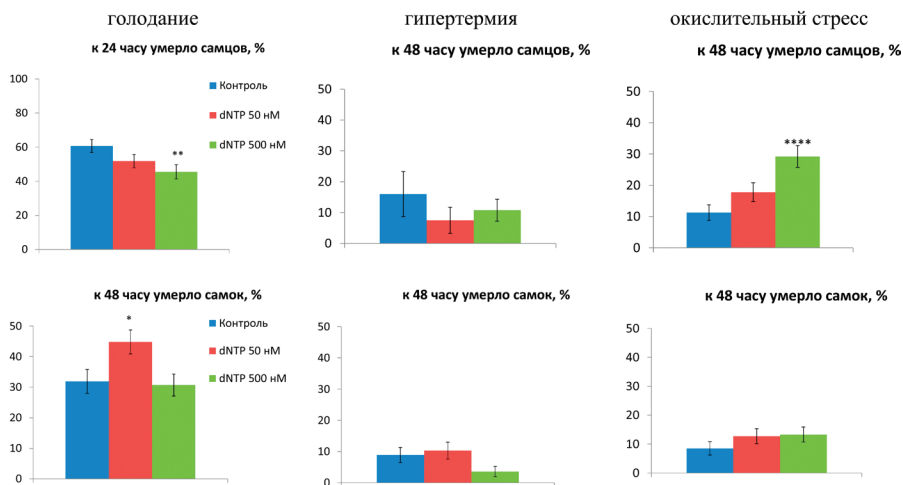 голодание
гипертермия
окислительный стресс
к 24 часу умерло самцов, %
к 48 часу умерло самцов, %
к 48 часу умерло самцов, %
100
80
60
40
20
0
**
Контроль
dNTP 50 нМ
dNTP 500 нМ
50
40
30
20
10
0
50
40
30
20
10
0
****
к 48 часу умерло самок, %
к 48 часу умерло самок, %
к 48 часу умерло самок, %
50
40
30
20
10
0
*
Контроль
dNTP 50 нМ
dNTP 500 нМ
50
40
30
20
10
0
50
40
30
20
10
0